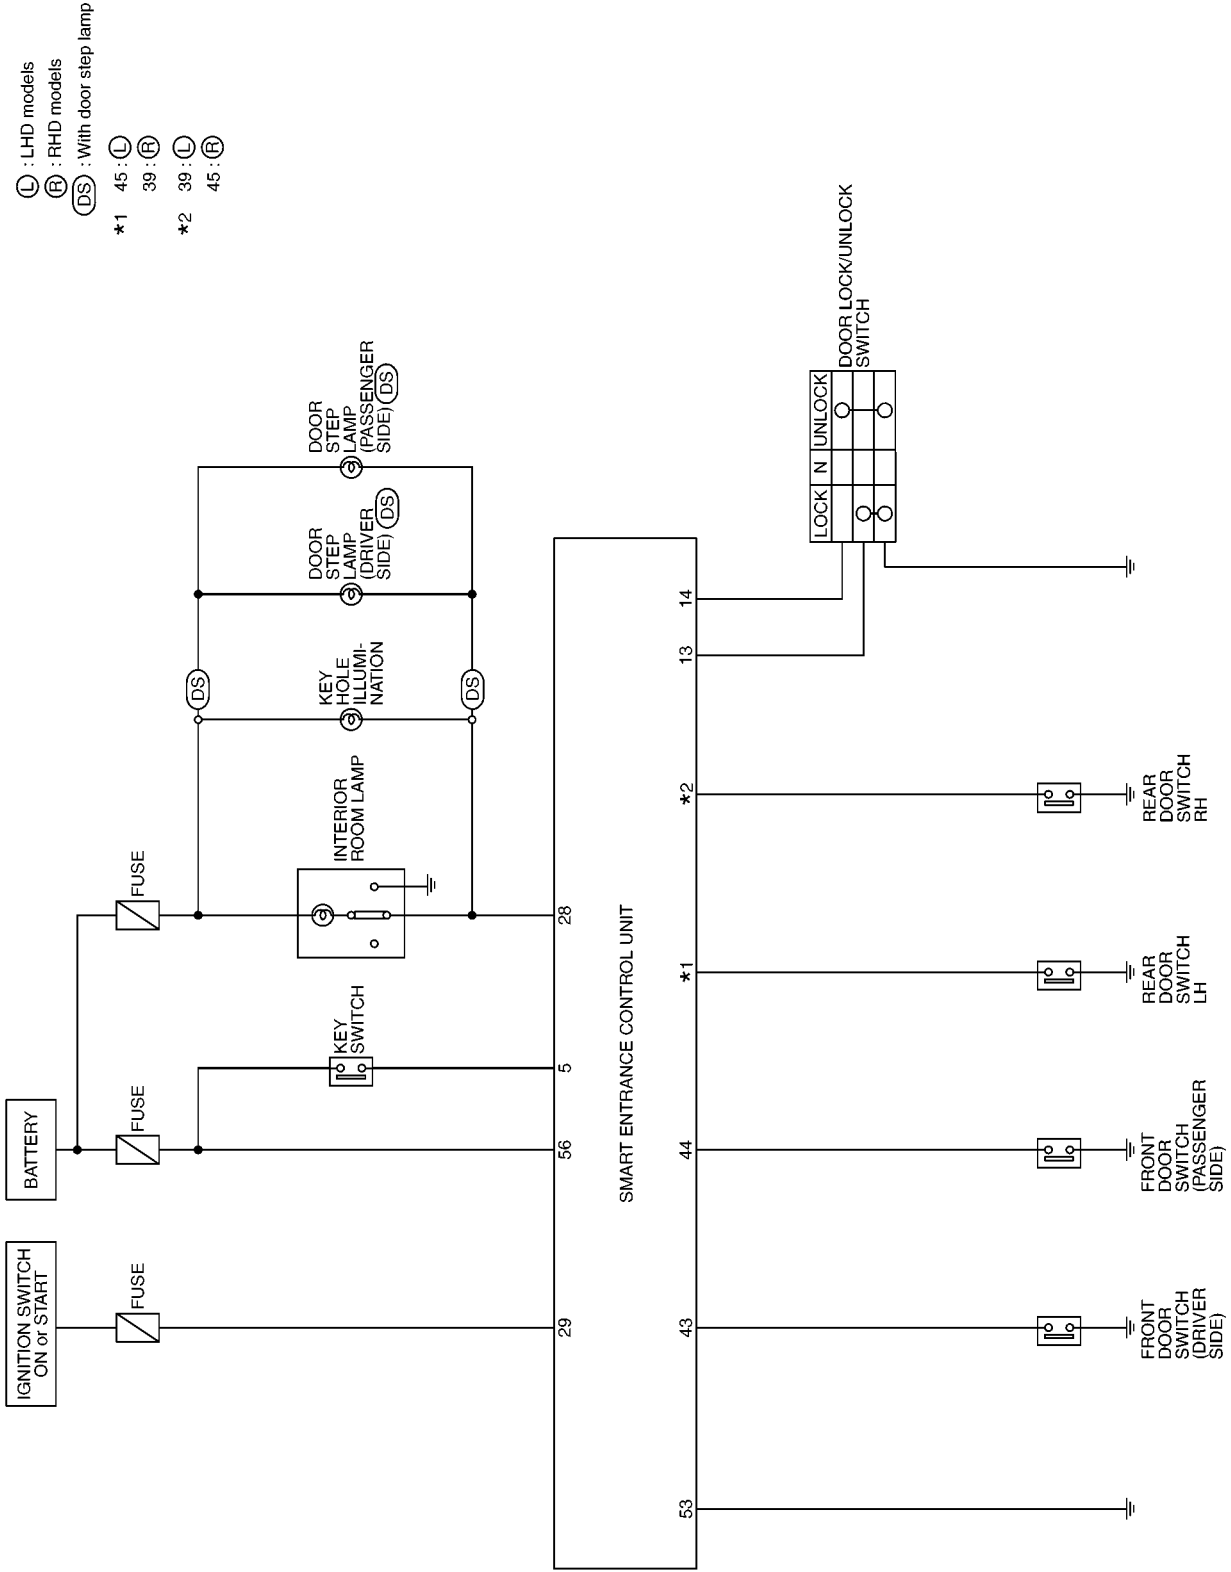 IGNITION SWITCH
ON or START
BATTERY
FUSE
FUSE
FUSE
KEY
SWITCH
INTERIOR
ROOM LAMP
KEY
HOLE
ILLUMI-
NATION
DS
DS
DOOR
STEP
LAMP
(DRIVER
SIDE) DS
DOOR
STEP
LAMP
(PASSENGER
SIDE) DS
L : LHD models
R : RHD models
DS : With door step lamp
*1 45 : L
39 : R
*2 39 : L
45 : R
29
56
5
28
SMART ENTRANCE CONTROL UNIT
53
43
44
*1
*2
13
14
LOCK N UNLOCK
DOOR LOCK/UNLOCK
SWITCH
FRONT
DOOR
SWITCH
(DRIVER
SIDE)
FRONT
DOOR
SWITCH
(PASSENGER
SIDE)
REAR
DOOR
SWITCH
LH
REAR
DOOR
SWITCH
RH